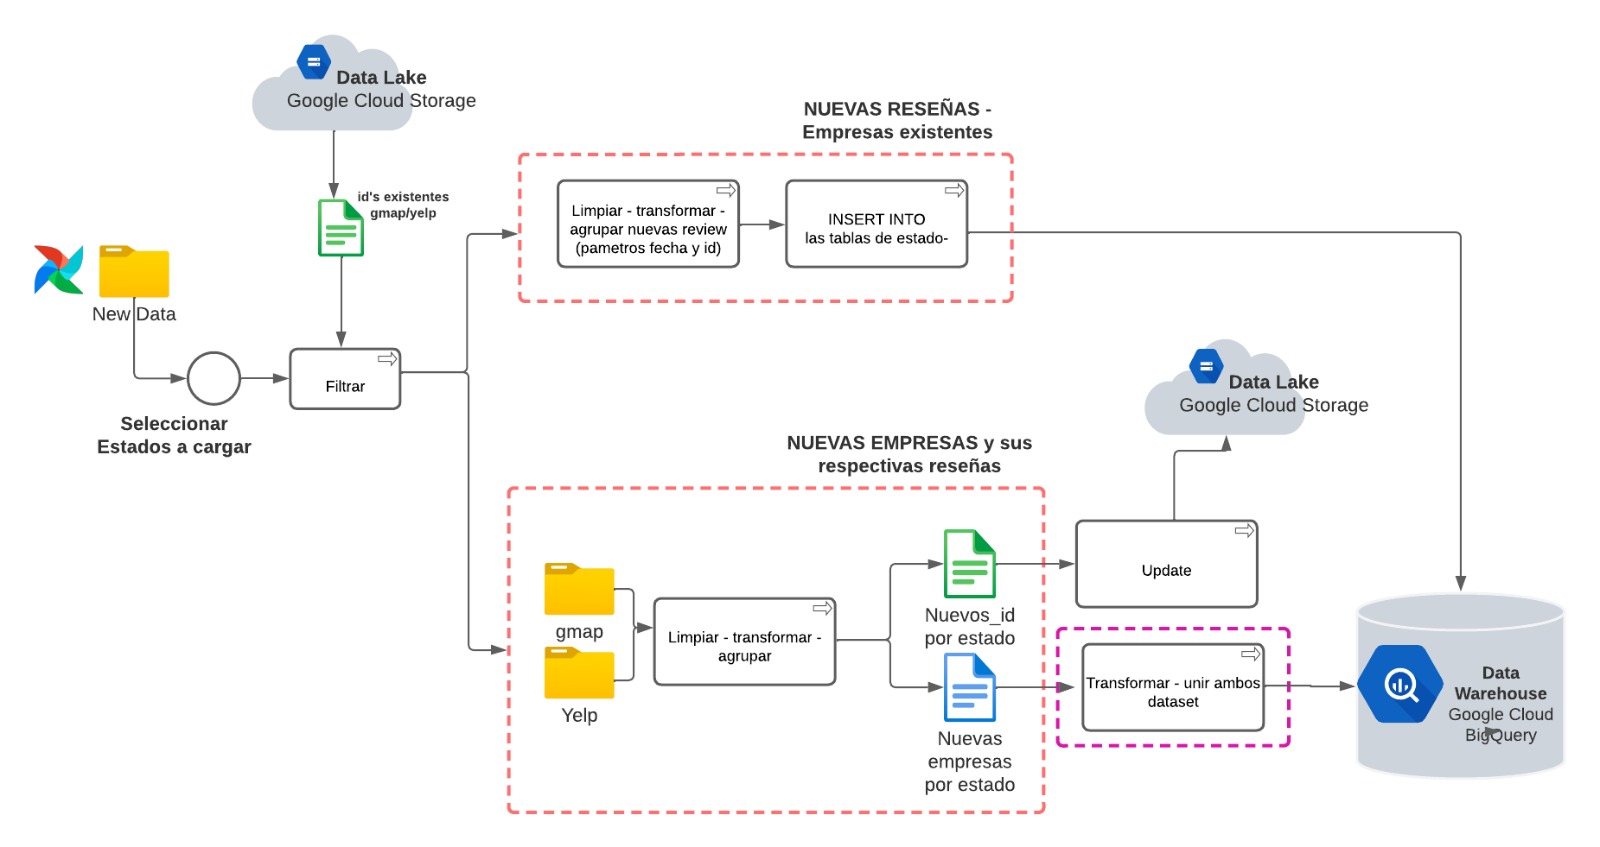 Data Lake
Google Cloud Storage
id's existentes
gmap/yelp
New Data
Seleccionar
Estados a cargar
Filtrar
NUEVAS RESEÑAS -
Empresas existentes
Limpiar - transformar -
agrupar nuevas review
(pametros fecha y id)
INSERT INTO
las tablas de estado-
Data Lake
Google Cloud Storage
NUEVAS EMPRESAS y sus
respectivas reseñas
gmap
Yelp
Limpiar - transformar -
agrupar
Nuevos_id
por estado
Nuevas
empresas
por estado
Update
Transformar - unir ambos
dataset
Data
Warehouse
Google Cloud
BigQuery